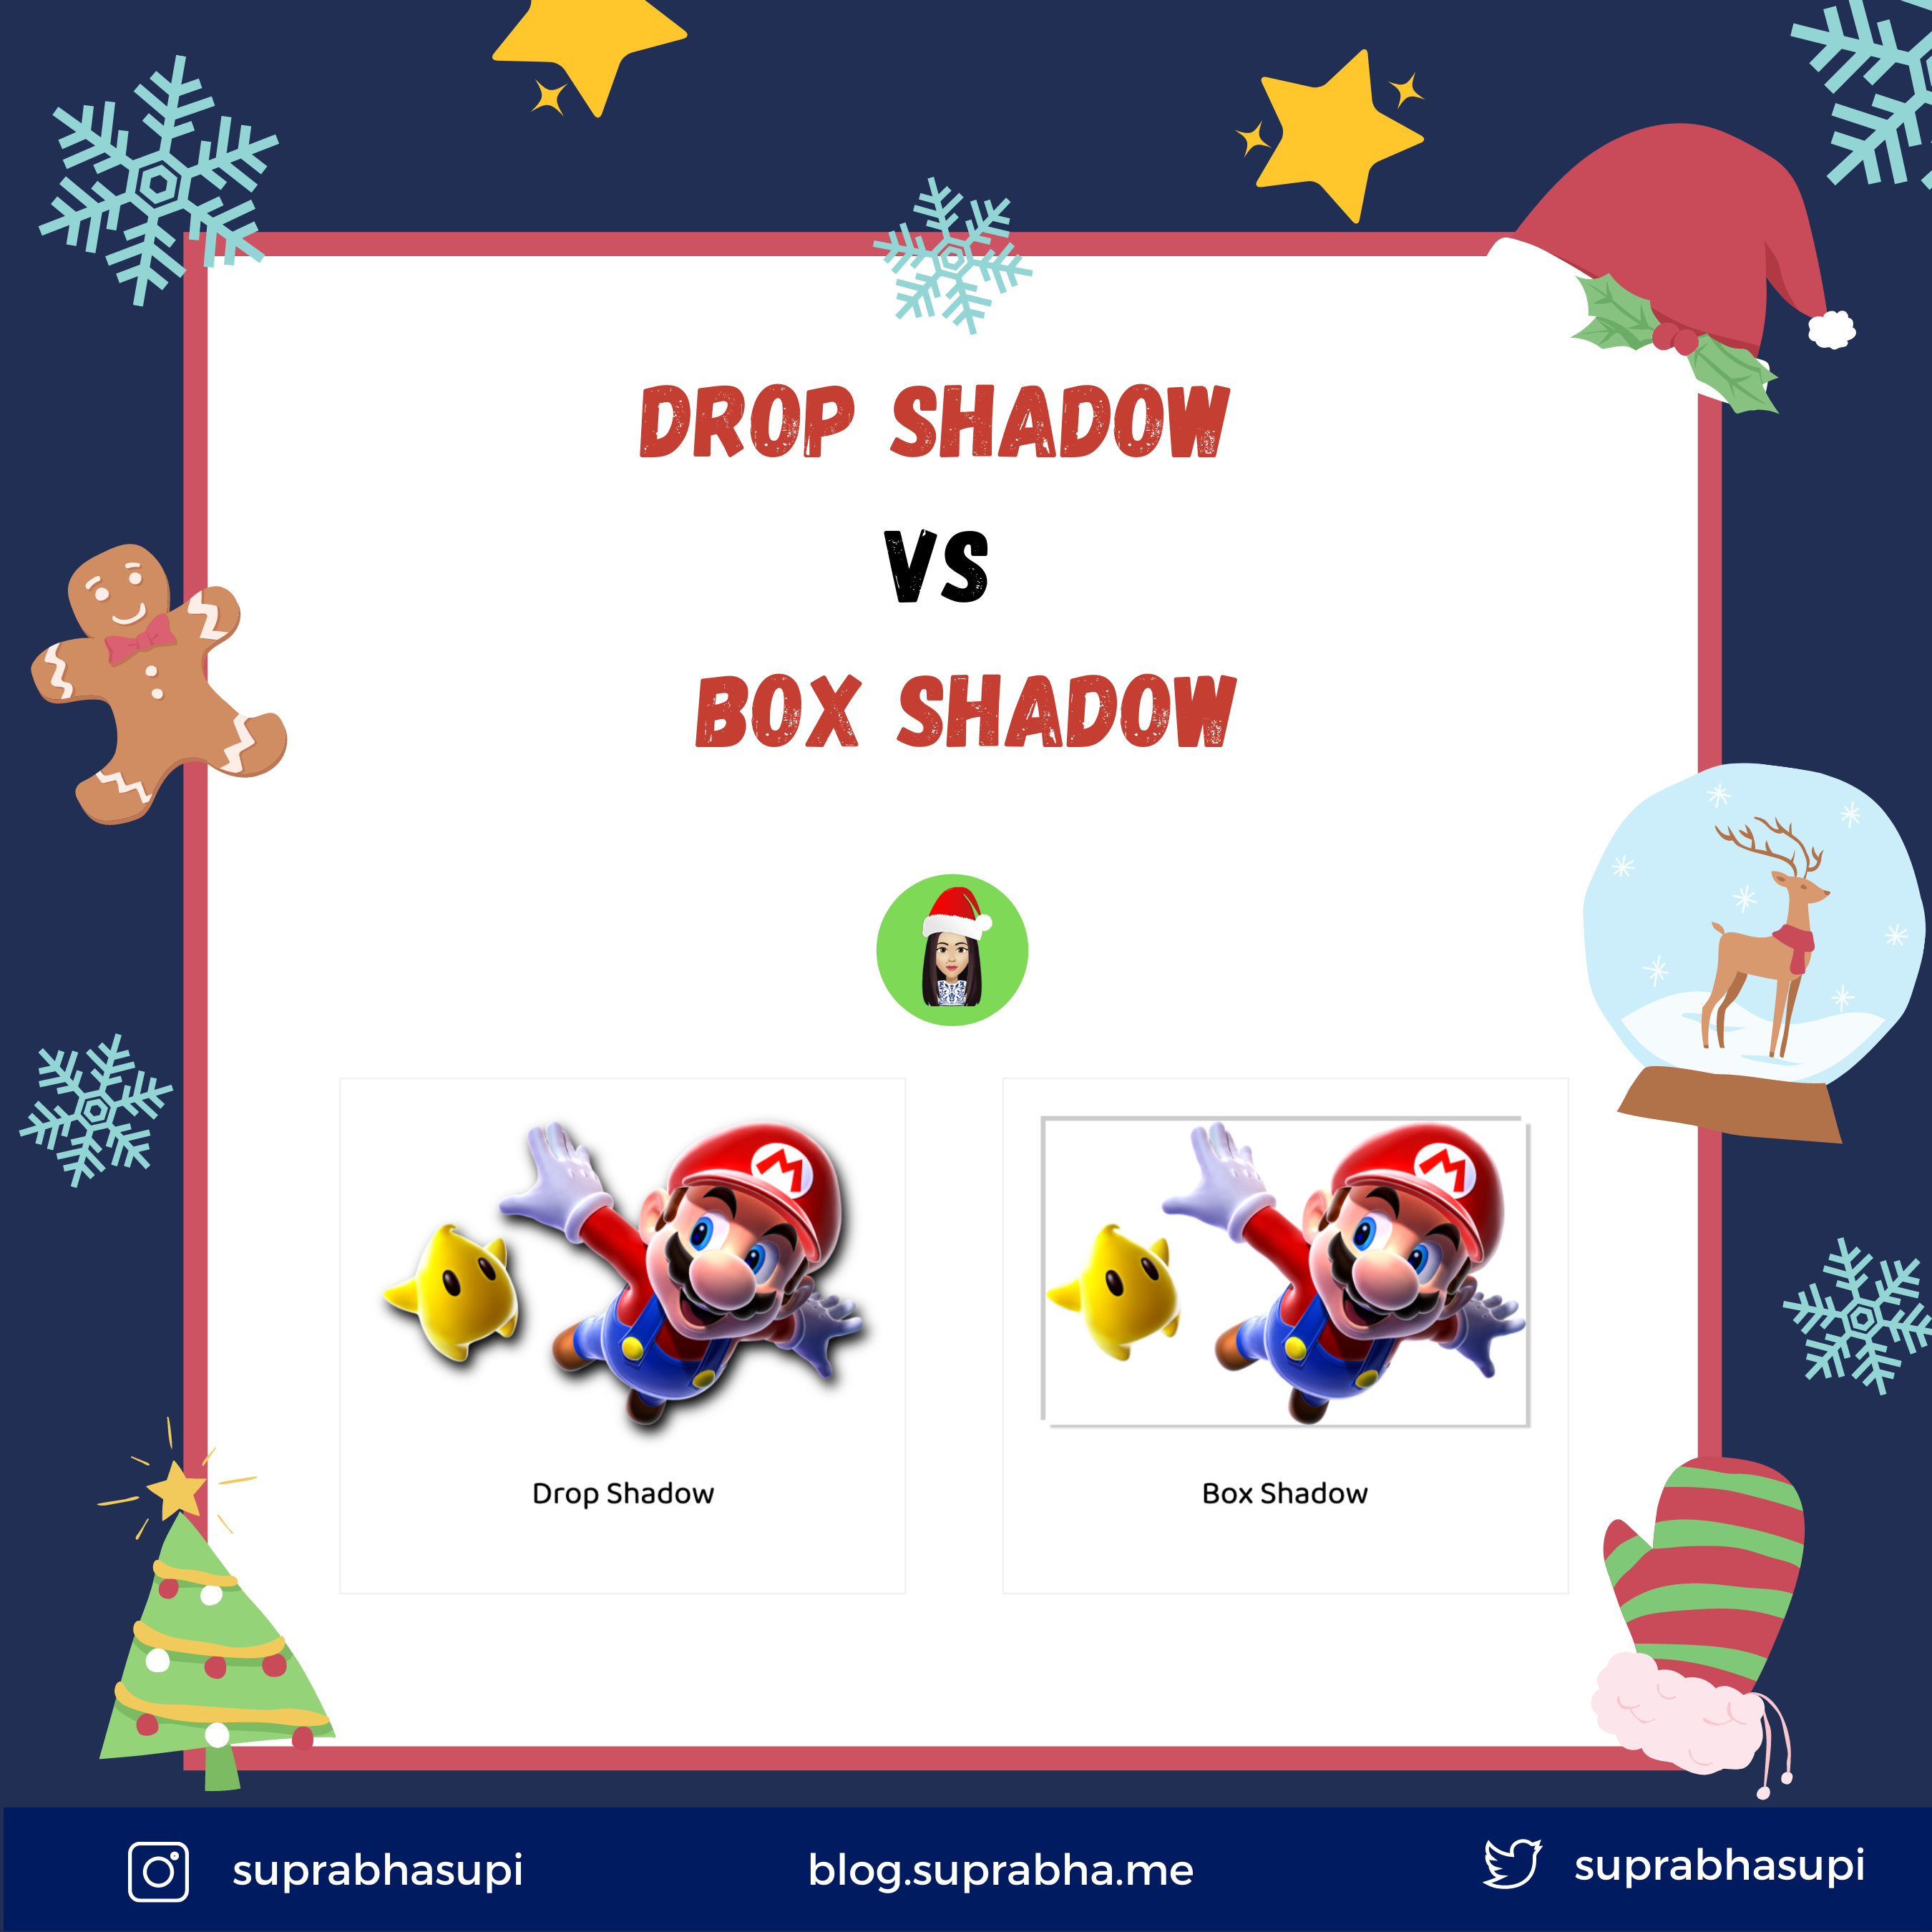 DROP SHADOW
VS
BOX SHADOW
M
M
Drop Shadow
Box Shadow
suprabhasupi
blog.suprabha.me
suprabhasupi